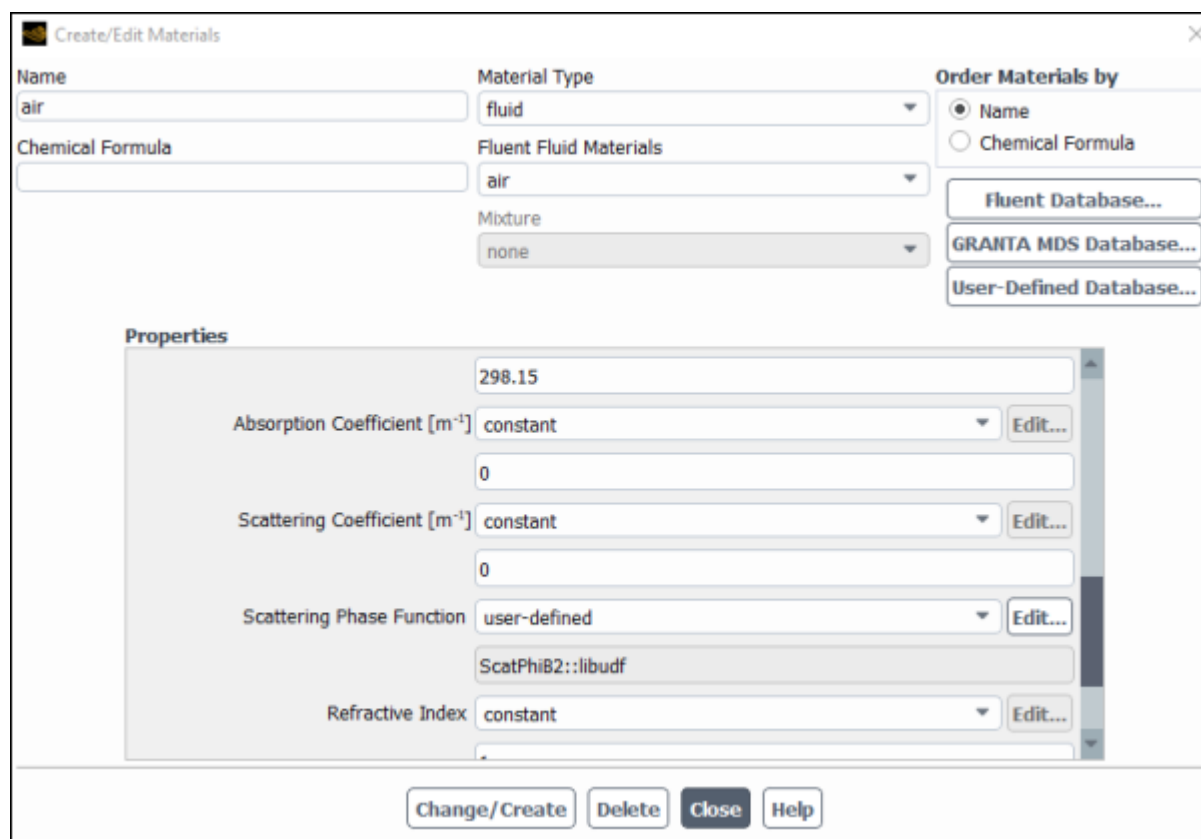 Create/Edit Materials
Name
air
Chemical Formula
Material Type
fluid
Fluent Fluid Materials
air
Mixture
none
Order Materials by
Name
Chemical Formula
Fluent Database...
GRANTA MDS Database...
User-Defined Database...
Properties
298.15
Absorption Coefficient [m⁻¹] constant Edit...
0
Scattering Coefficient [m⁻¹] constant Edit...
0
Scattering Phase Function user-defined Edit...
ScatPhiB2::libudf
Refractive Index constant Edit...
Change/Create Delete Close Help